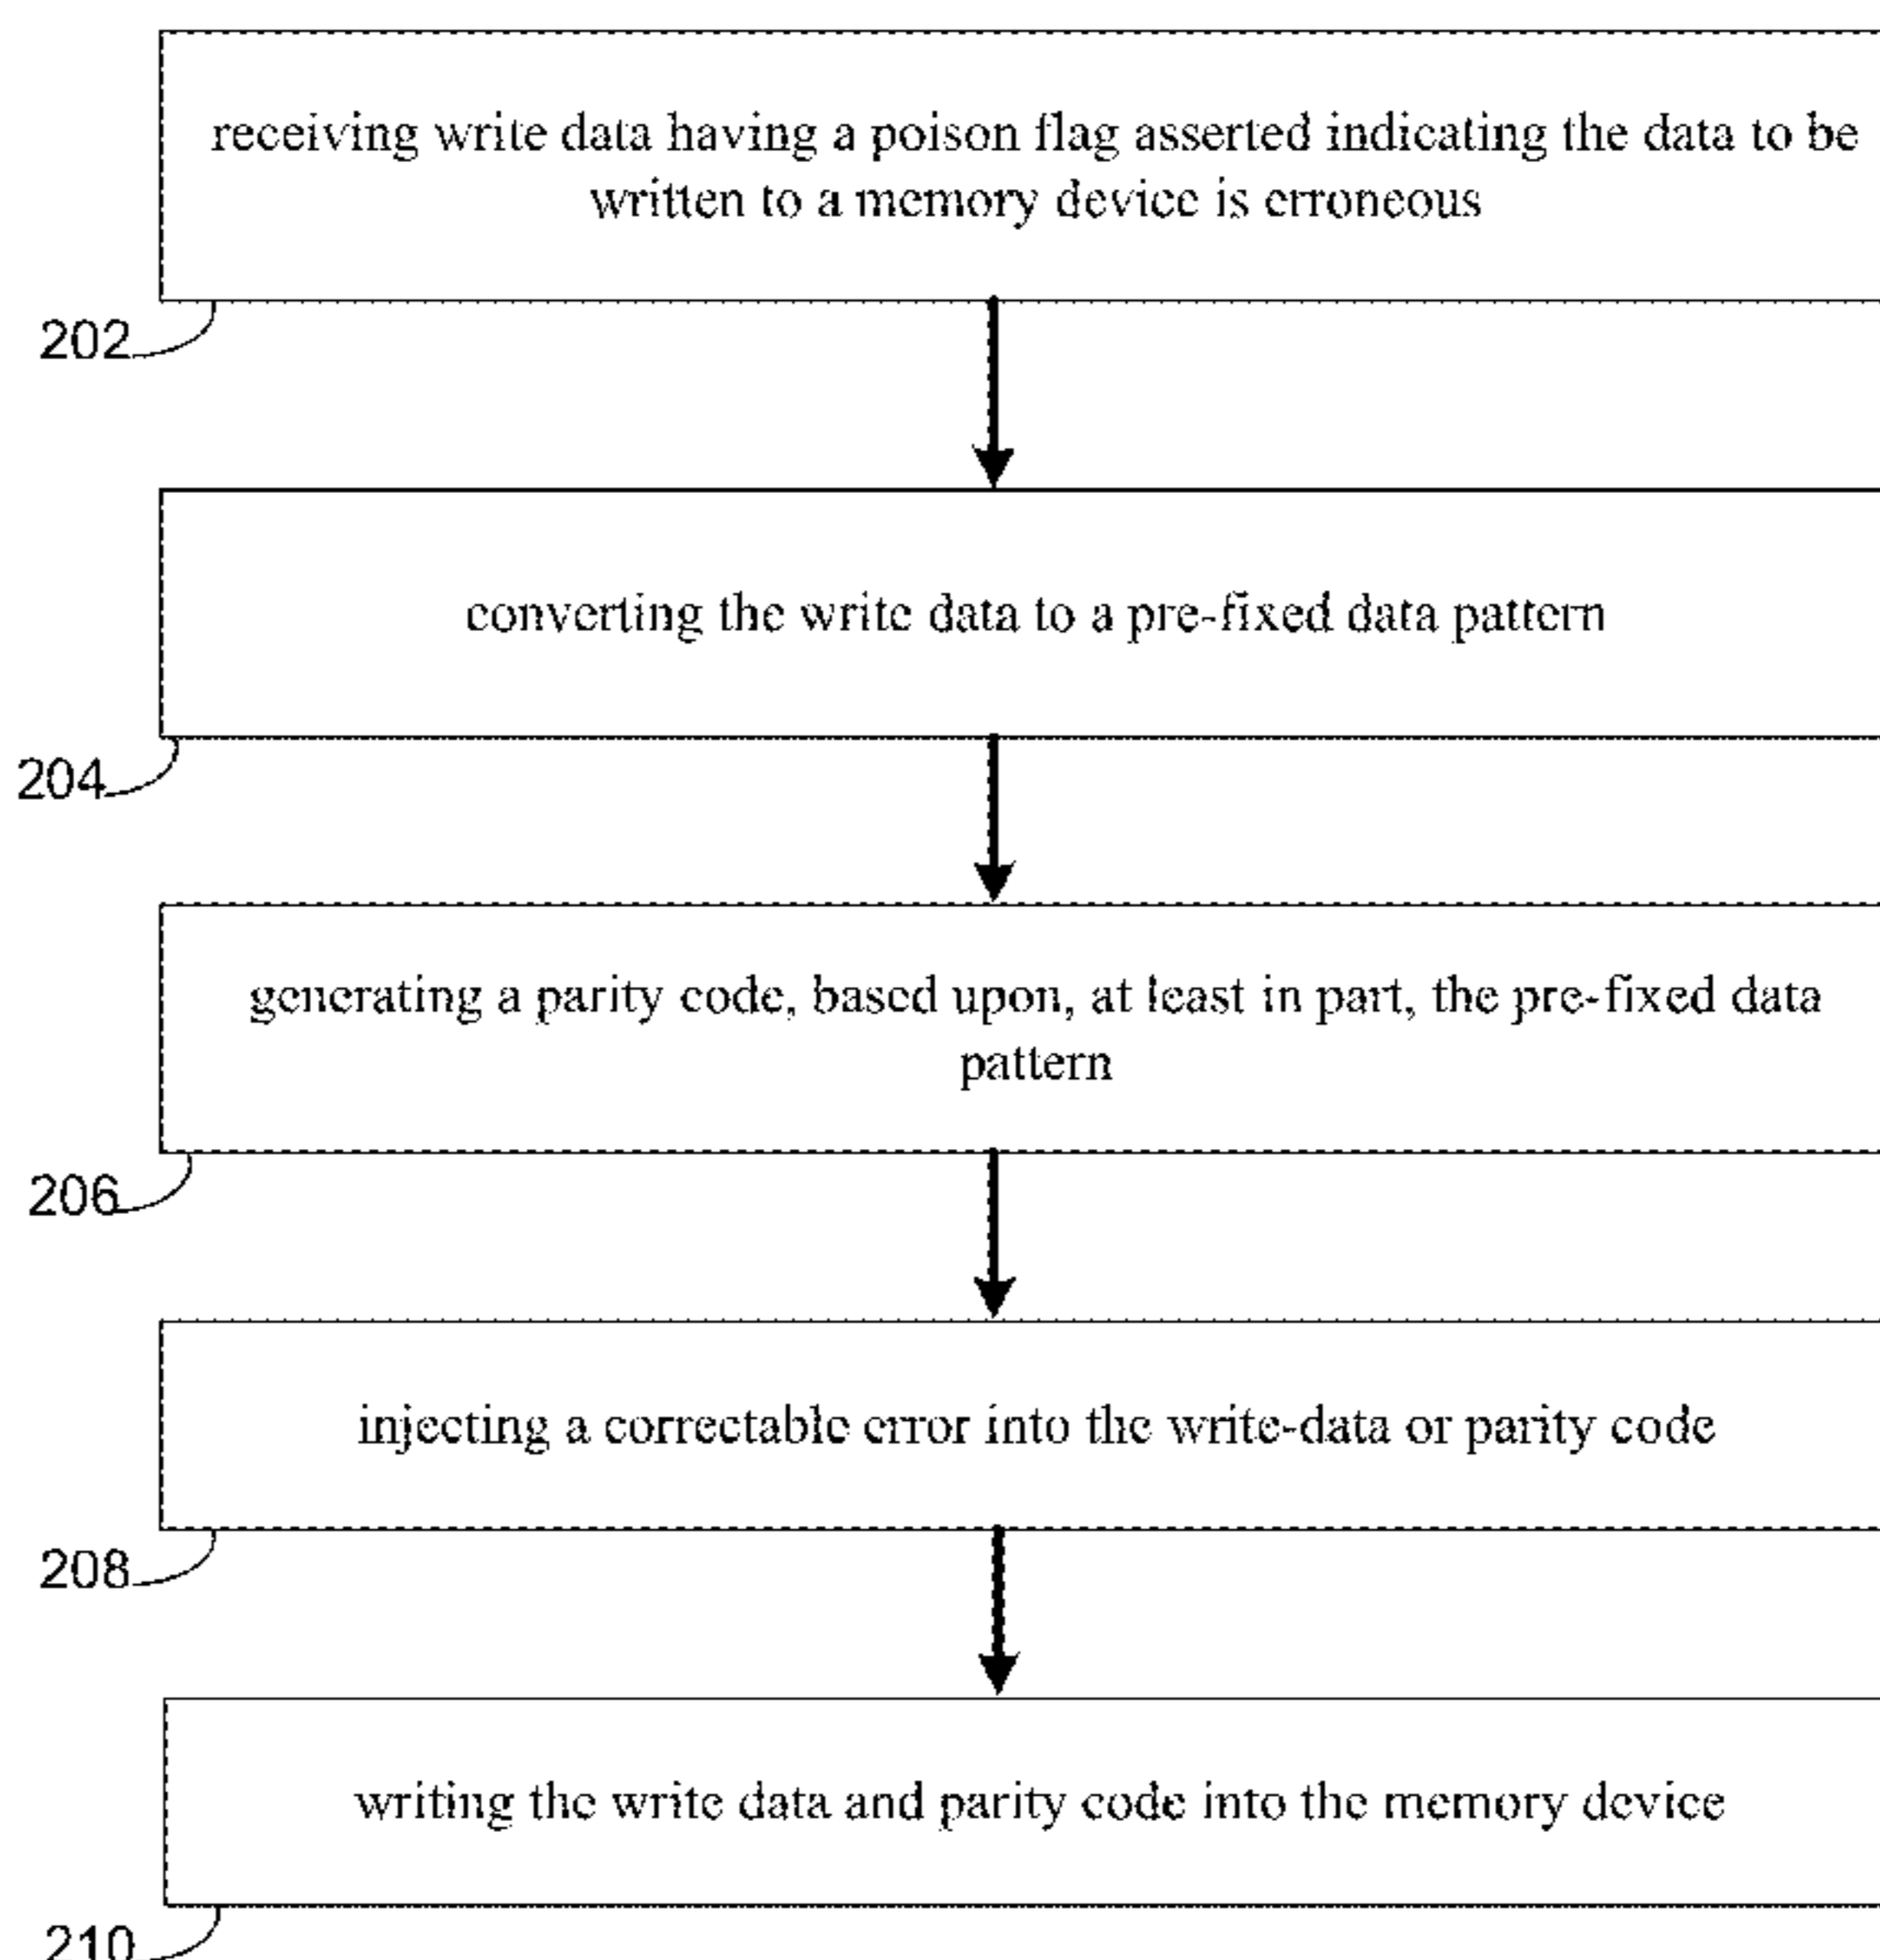 receiving write data having a poison flag asserted indicating the data to be
written to a memory device is erroneous
202
converting the write data to a pre-fixed data pattern
204
generating a parity code, based upon, at least in part, the pre-fixed data
pattern
206
injecting a correctable error into the write-data or parity code
208
writing the write data and parity code into the memory device
210